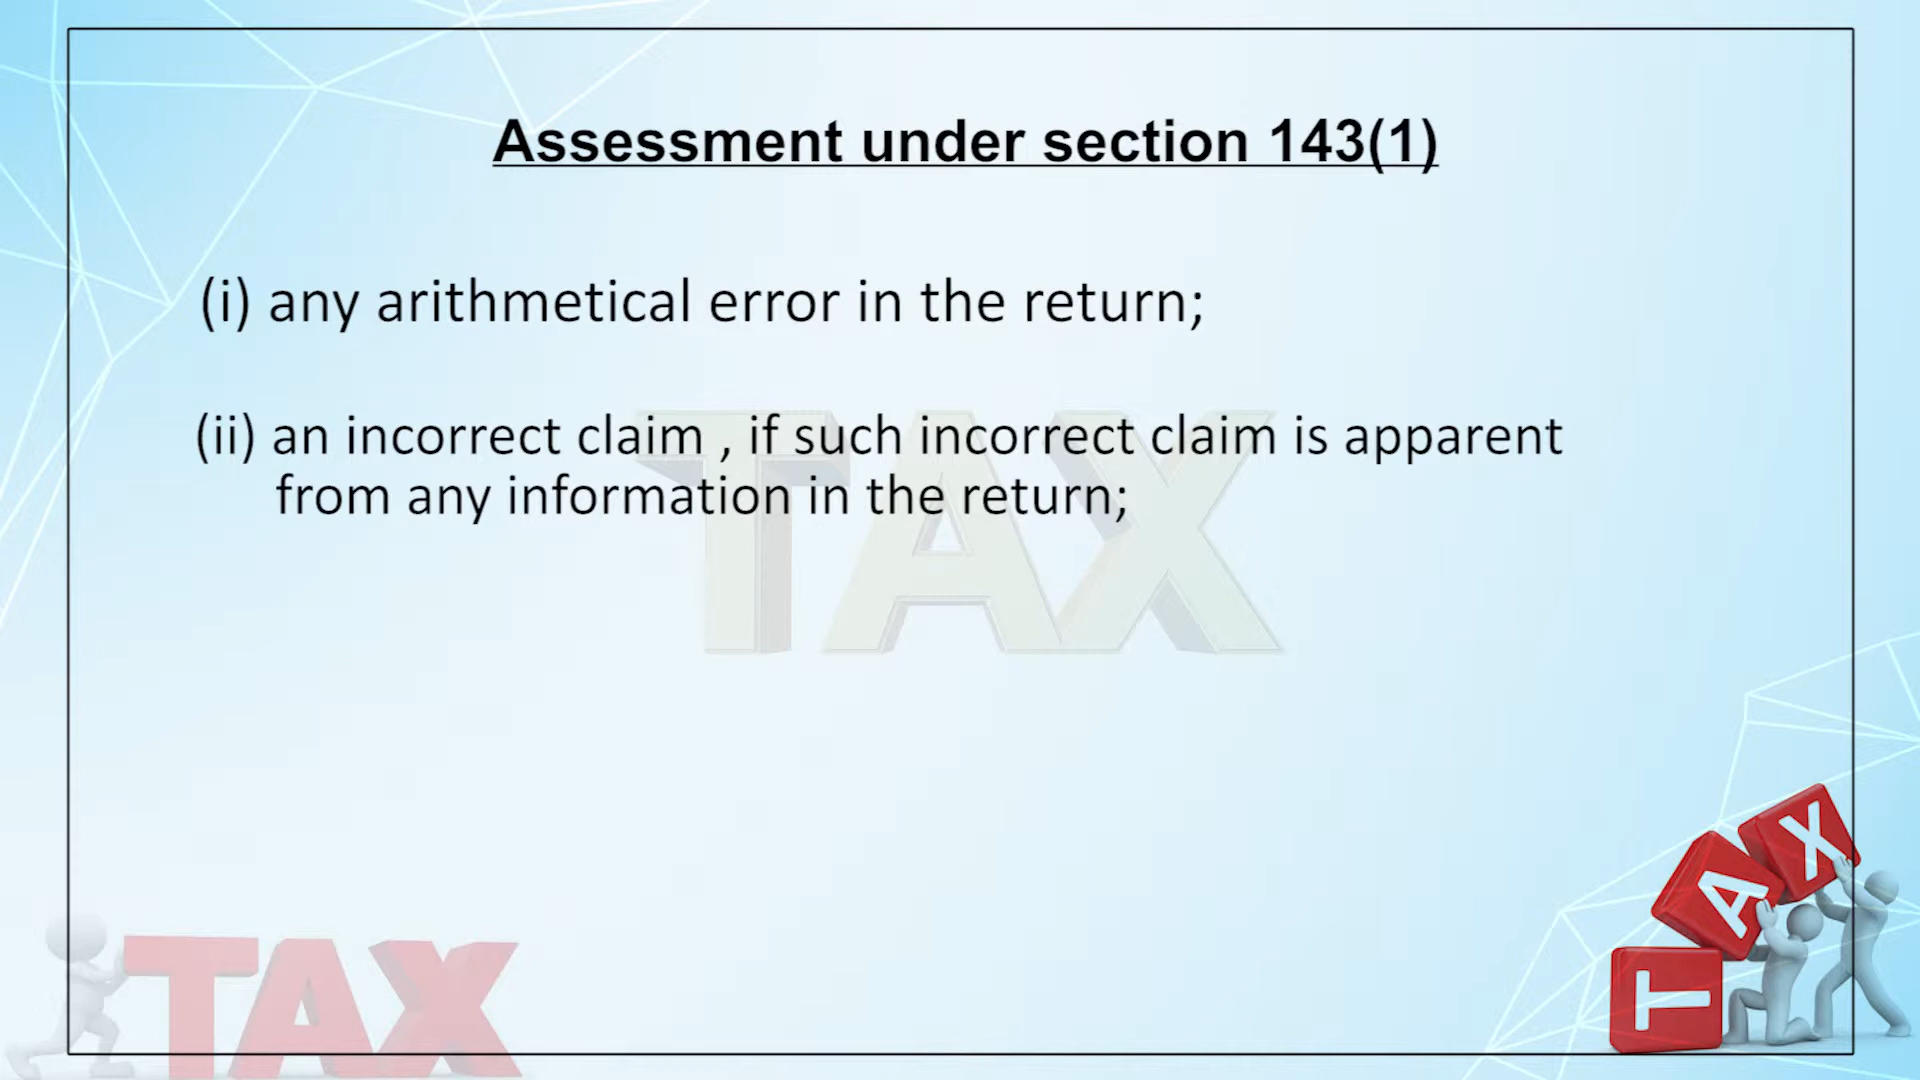 Assessment under section 143(1)
(i) any arithmetical error in the return;
(ii) an incorrect claim , if such incorrect claim is apparent
from any information in the return;
TAX
TAX
TAX